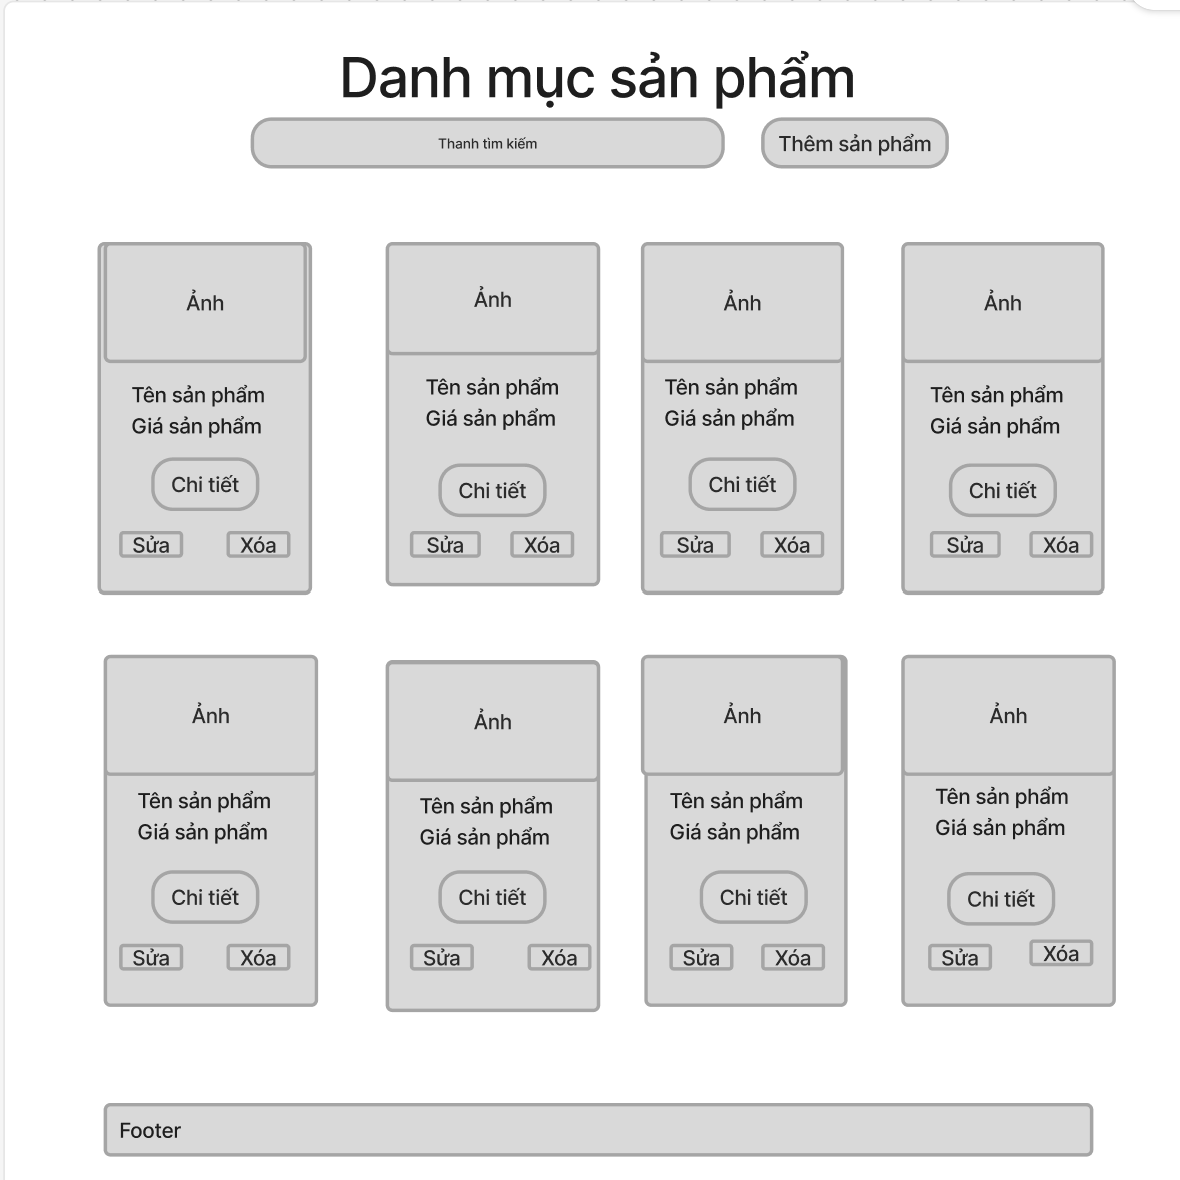 Danh mục sản phẩm
Thanh tìm kiếm
Thêm sản phẩm
Ảnh
Tên sản phẩm
Giá sản phẩm
Chi tiết
Sửa
Xóa
Ảnh
Tên sản phẩm
Giá sản phẩm
Chi tiết
Sửa
Xóa
Ảnh
Tên sản phẩm
Giá sản phẩm
Chi tiết
Sửa
Xóa
Ảnh
Tên sản phẩm
Giá sản phẩm
Chi tiết
Sửa
Xóa
Ảnh
Tên sản phẩm
Giá sản phẩm
Chi tiết
Sửa
Xóa
Ảnh
Tên sản phẩm
Giá sản phẩm
Chi tiết
Sửa
Xóa
Ảnh
Tên sản phẩm
Giá sản phẩm
Chi tiết
Sửa
Xóa
Ảnh
Tên sản phẩm
Giá sản phẩm
Chi tiết
Sửa
Xóa
Footer